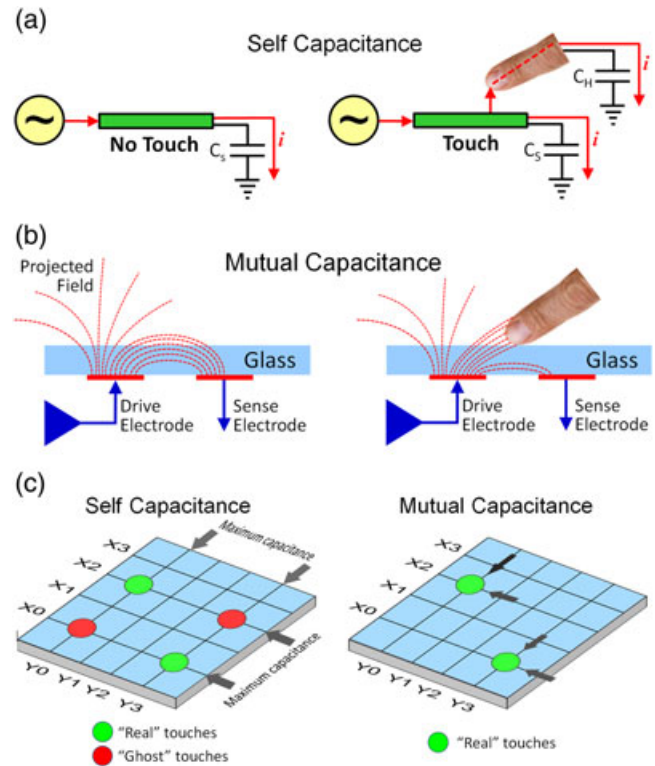 (a)
Self Capacitance
~
No Touch
Cs
i
~
Touch
CS
i
CH
i
(b)
Mutual Capacitance
Projected
Field
Glass
Drive
Electrode
Sense
Electrode
Glass
Drive
Electrode
Sense
Electrode
(c)
Self Capacitance
Maximum capacitance
X3
X2
X1
X0
Y0 Y1 Y2 Y3
Maximum capacitance
"Real" touches
"Ghost" touches
Mutual Capacitance
X3
X2
X1
X0
Y0 Y1 Y2 Y3
"Real" touches